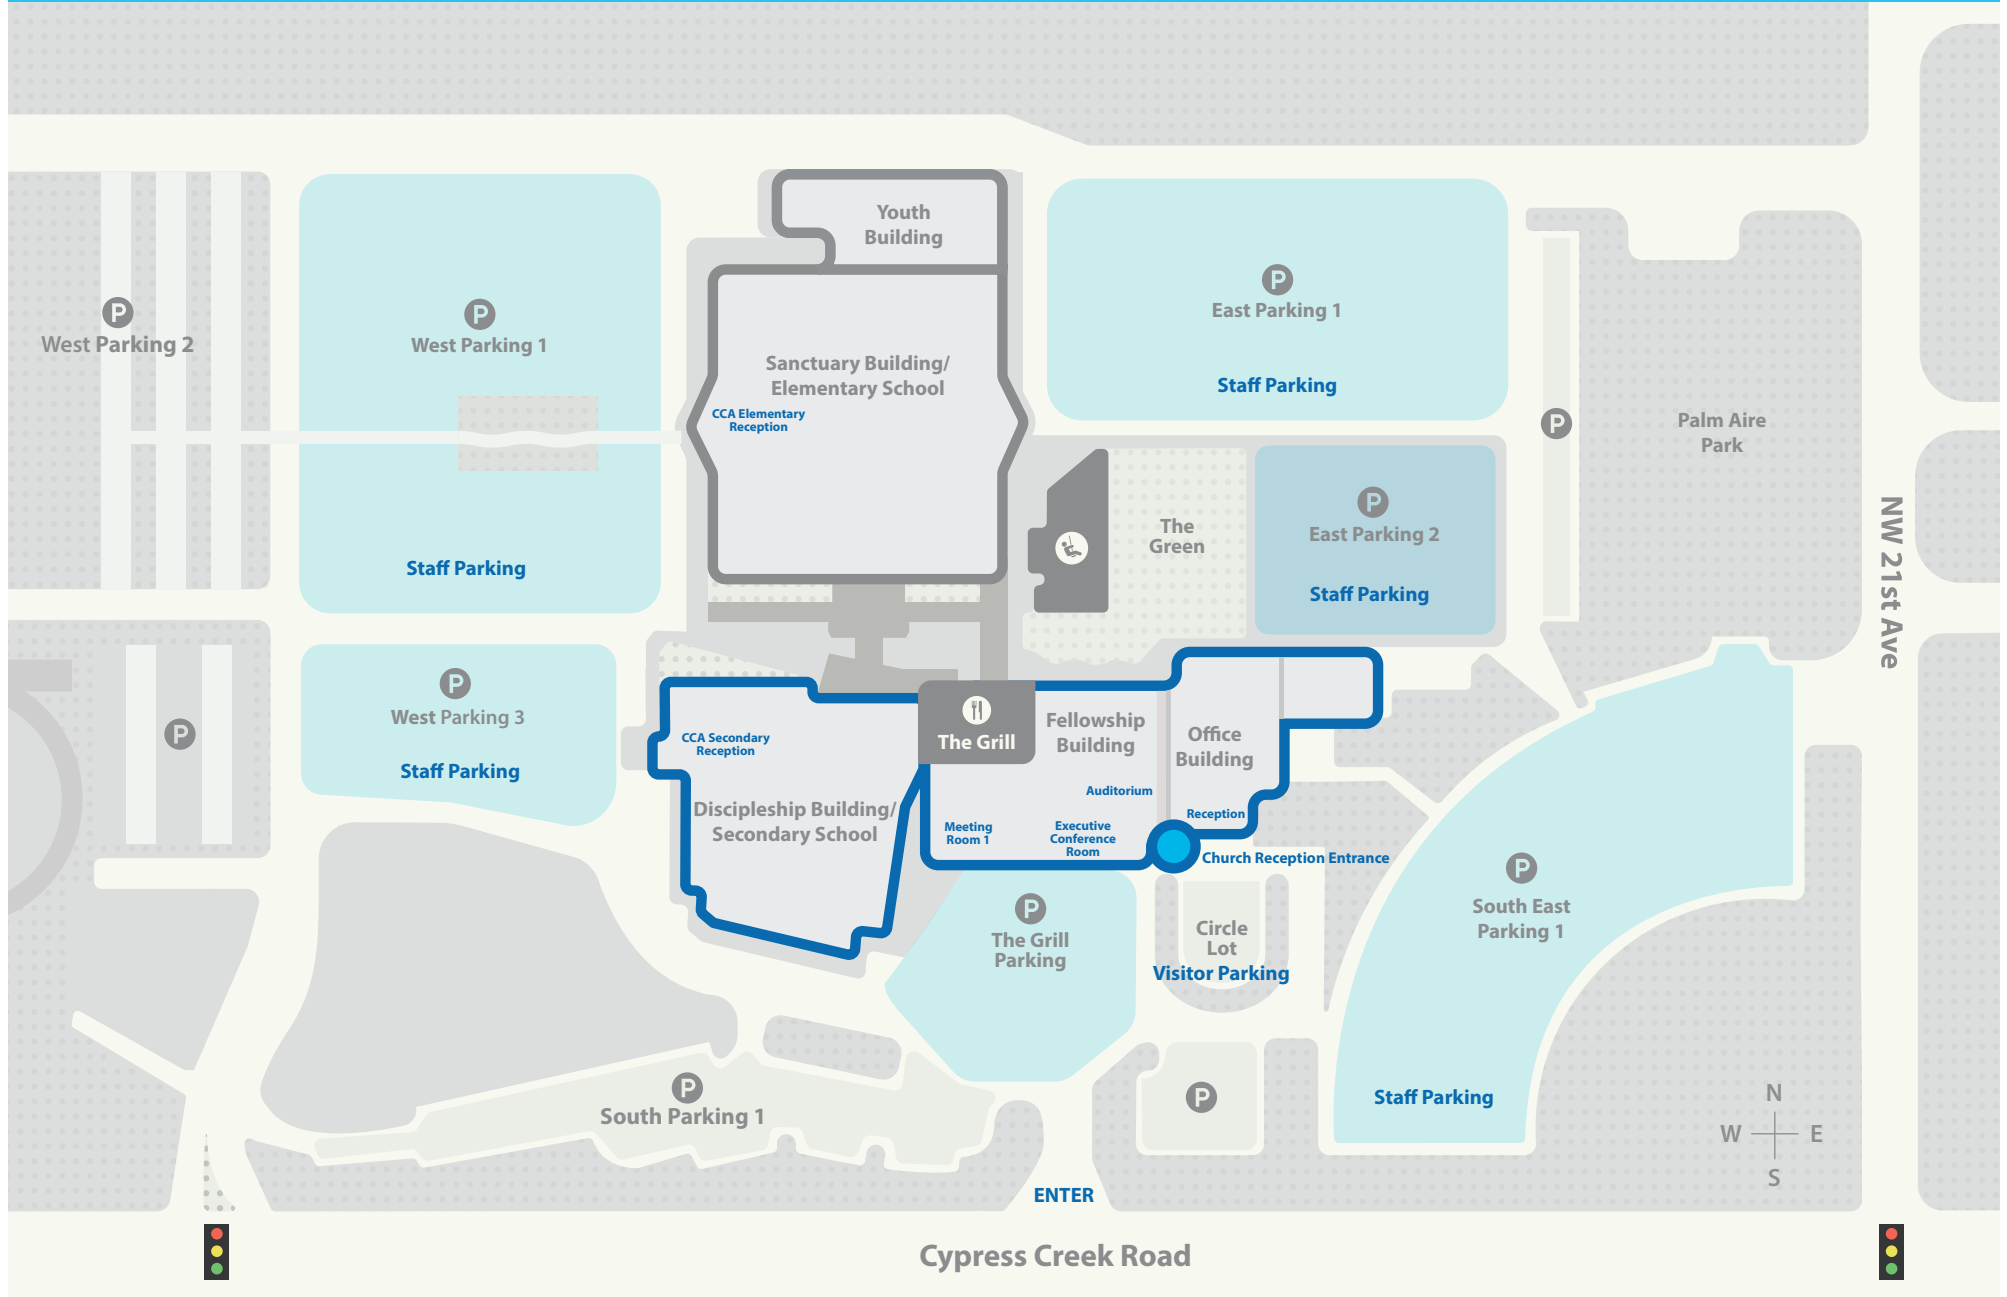 Youth
Building
P
East Parking 1
Staff Parking
P
West Parking 2
P
West Parking 1
Staff Parking
Sanctuary Building/
Elementary School
CCA Elementary
Reception
P
Palm Aire
Park
NW 21st Ave
The
Green
P
East Parking 2
Staff Parking
P
West Parking 3
Staff Parking
P
CCA Secondary
Reception
Discipleship Building/
Secondary School
The Grill
Fellowship
Building
Office
Building
Auditorium
Reception
Meeting
Room 1
Executive
Conference
Room
Church Reception Entrance
P
The Grill
Parking
Circle
Lot
Visitor Parking
P
South East
Parking 1
Staff Parking
P
South Parking 1
P
N
W
E
S
ENTER
Cypress Creek Road